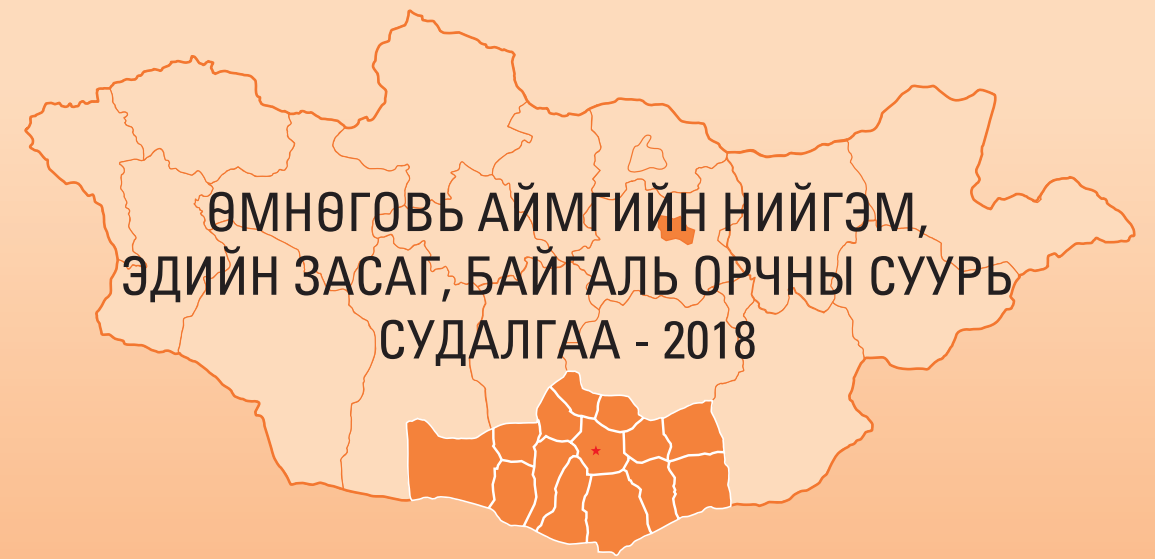 ӨМНӨГОВЬ АЙМГИЙН НИЙГЭМ,
ЭДИЙН ЗАСАГ, БАЙГАЛЬ ОРЧНЫ СУУРЬ
СУДАЛГАА - 2018